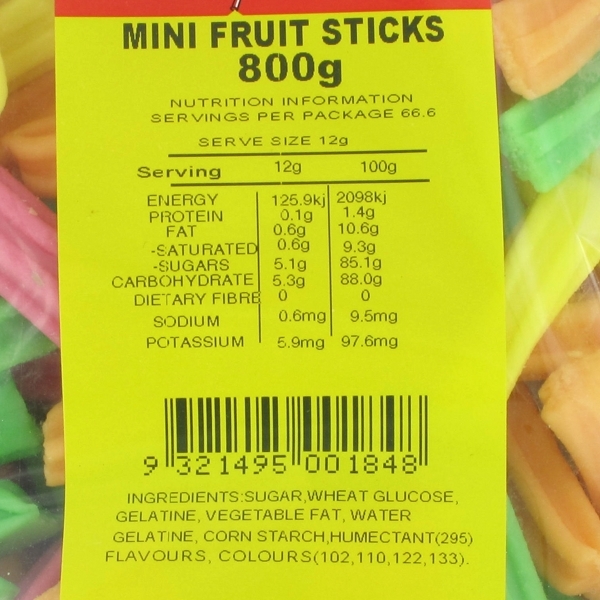 MINI FRUIT STICKS
800g
NUTRITION INFORMATION
SERVINGS PER PACKAGE 66.6
SERVE SIZE 12g
Serving 12g 100g
ENERGY 125.9kj 2098kj
PROTEIN 0.1g 1.4g
FAT 0.6g 10.6g
-SATURATED 0.6g 9.3g
-SUGARS 5.1g 85.1g
CARBOHYDRATE 5.3g 88.0g
DIETARY FIBRE 0 0
SODIUM 0.6mg 9.5mg
POTASSIUM 5.9mg 97.6mg
9 321495 001848
INGREDIENTS:SUGAR,WHEAT GLUCOSE,
GELATINE, VEGETABLE FAT, WATER
GELATINE, CORN STARCH,HUMECTANT(295)
FLAVOURS, COLOURS(102,110,122,133).